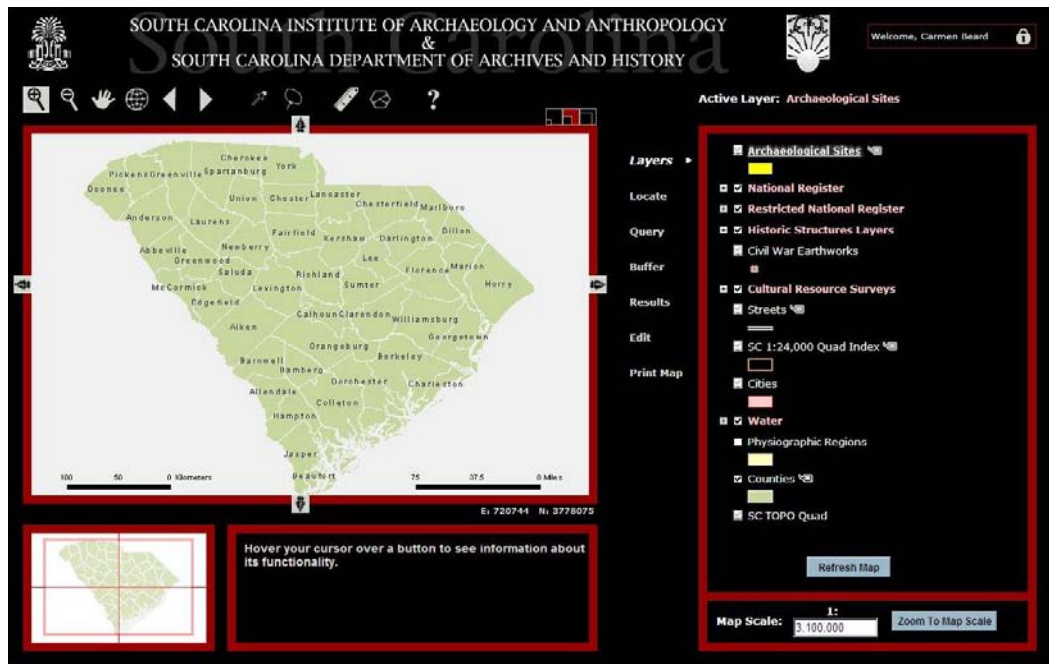 SOUTH CAROLINA INSTITUTE OF ARCHAEOLOGY AND ANTHROPOLOGY
&
SOUTH CAROLINA DEPARTMENT OF ARCHIVES AND HISTORY
South Carolina
Welcome, Carmen Beard
?
Active Layer: Archaeological Sites
Cherokee
York
Pickens Greenville Spartanburg
Oconee
Union Chester Lancaster
Chesterfield Marlboro
Anderson
Laurens
Fairfield Kershaw Darlington
Dillon
Abbeville
Newberry
Greenwood
Lee
Saluda
Richland
Florence Marion
McCormick
Lexington
Sumter
Horry
Edgefield
Calhoun Clarendon Williamsburg
Aiken
Georgetown
Orangeburg
Barnwell
Berkeley
Bamberg
Dorchester
Charleston
Allendale
Colleton
Hampton
Jasper
Beaufort
100 50 0 Kilometers
75 37.5 0 Miles
E: 720744 N: 3778075
Hover your cursor over a button to see information about
its functionality.
Layers
Locate
Query
Buffer
Results
Edit
Print Map
Archaeological Sites
National Register
Restricted National Register
Historic Structures Layers
Civil War Earthworks
Cultural Resource Surveys
Streets
SC 1:24,000 Quad Index
Cities
Water
Physiographic Regions
Counties
SC TOPO Quad
Refresh Map
Map Scale:
1:
3,100,000
Zoom To Map Scale